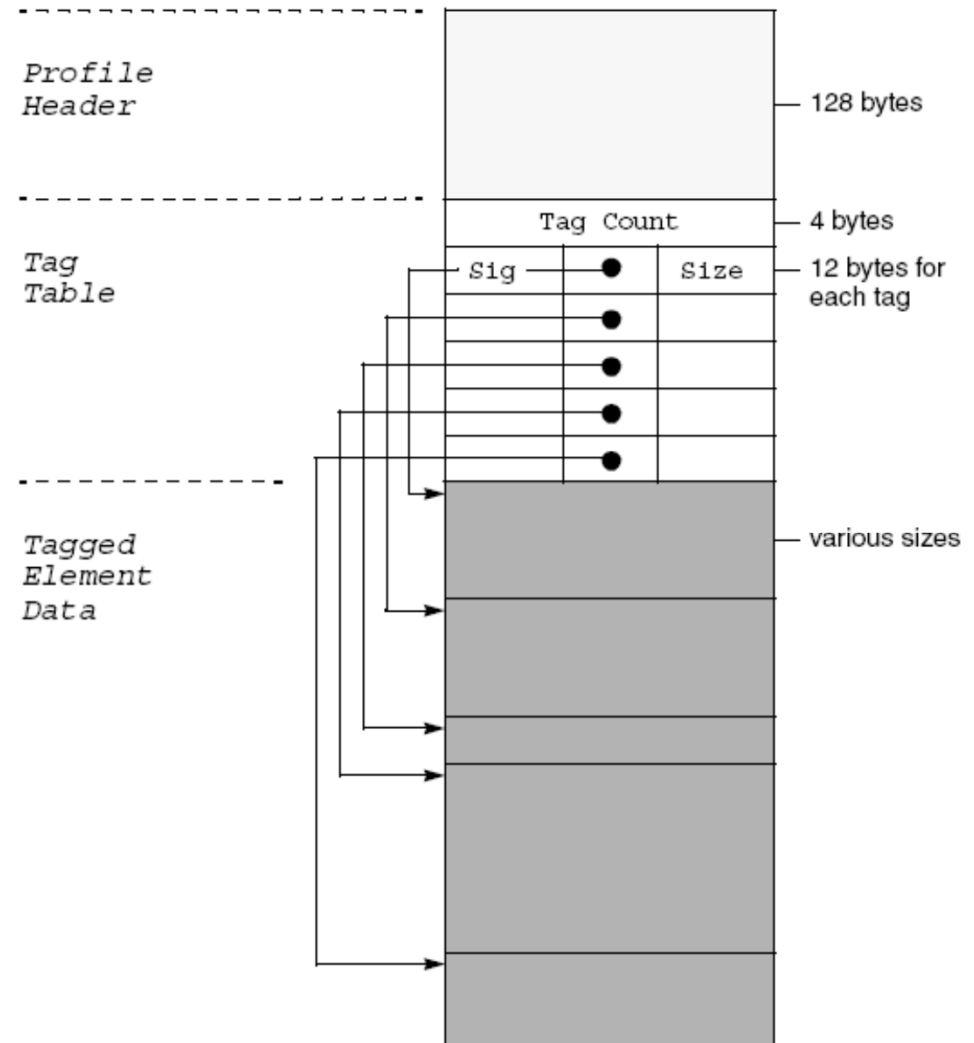 Profile
Header
128 bytes
Tag Count
4 bytes
Tag
Table
Sig
Size
12 bytes for
each tag
Tagged
Element
Data
various sizes